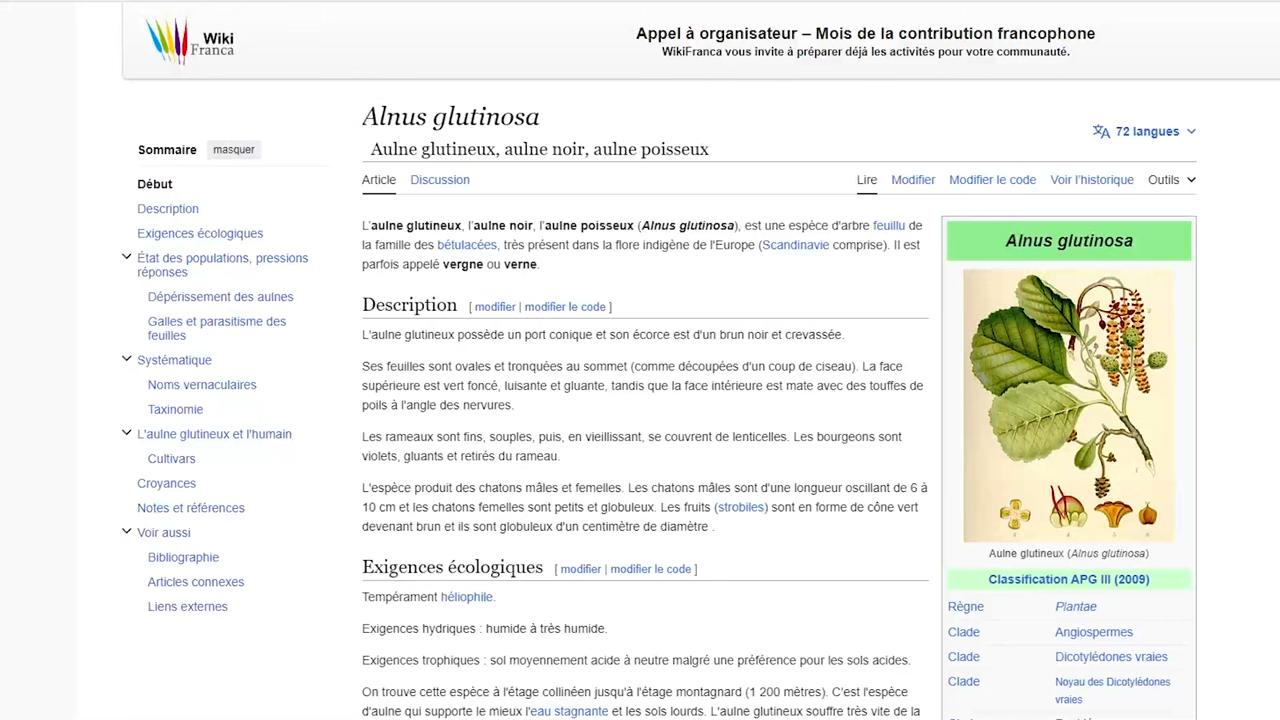 Wiki
Franca
Appel à organisateur – Mois de la contribution francophone
WikiFranca vous invite à préparer déjà les activités pour votre communauté.
Sommaire masquer
Début
Description
Exigences écologiques
État des populations, pressions
réponses
Dépérissement des aulnes
Galles et parasitisme des
feuilles
Systématique
Noms vernaculaires
Taxinomie
L'aulne glutineux et l'humain
Cultivars
Croyances
Notes et références
Voir aussi
Bibliographie
Articles connexes
Liens externes
Alnus glutinosa
72 langues
Aulne glutineux, aulne noir, aulne poisseux
Article Discussion Lire Modifier Modifier le code Voir l'historique Outils
L'aulne glutineux, l'aulne noir, l'aulne poisseux (Alnus glutinosa), est une espèce d'arbre feuillu de
la famille des bétulacées, très présent dans la flore indigène de l'Europe (Scandinavie comprise). Il est
parfois appelé vergne ou verne.
Description [ modifier | modifier le code ]
L'aulne glutineux possède un port conique et son écorce est d'un brun noir et crevassée.
Ses feuilles sont ovales et tronquées au sommet (comme découpées d'un coup de ciseau). La face
supérieure est vert foncé, luisante et gluante, tandis que la face intérieure est mate avec des touffes de
poils à l'angle des nervures.
Les rameaux sont fins, souples, puis, en vieillissant, se couvrent de lenticelles. Les bourgeons sont
violets, gluants et retirés du rameau.
L'espèce produit des chatons mâles et femelles. Les chatons mâles sont d'une longueur oscillant de 6 à
10 cm et les chatons femelles sont petits et globuleux. Les fruits (strobiles) sont en forme de cône vert
devenant brun et ils sont globuleux d'un centimètre de diamètre .
Exigences écologiques [ modifier | modifier le code ]
Tempérament héliophile.
Exigences hydriques : humide à très humide.
Exigences trophiques : sol moyennement acide à neutre malgré une préférence pour les sols acides.
On trouve cette espèce à l'étage collinéen jusqu'à l'étage montagnard (1 200 mètres). C'est l'espèce
d'aulne qui supporte le mieux l'eau stagnante et les sols lourds. L'aulne glutineux souffre très vite de la
Alnus glutinosa
Aulne glutineux (Alnus glutinosa)
Classification APG III (2009)
Règne Plantae
Clade Angiospermes
Clade Dicotylédones vraies
Clade Noyau des Dicotylédones
vraies